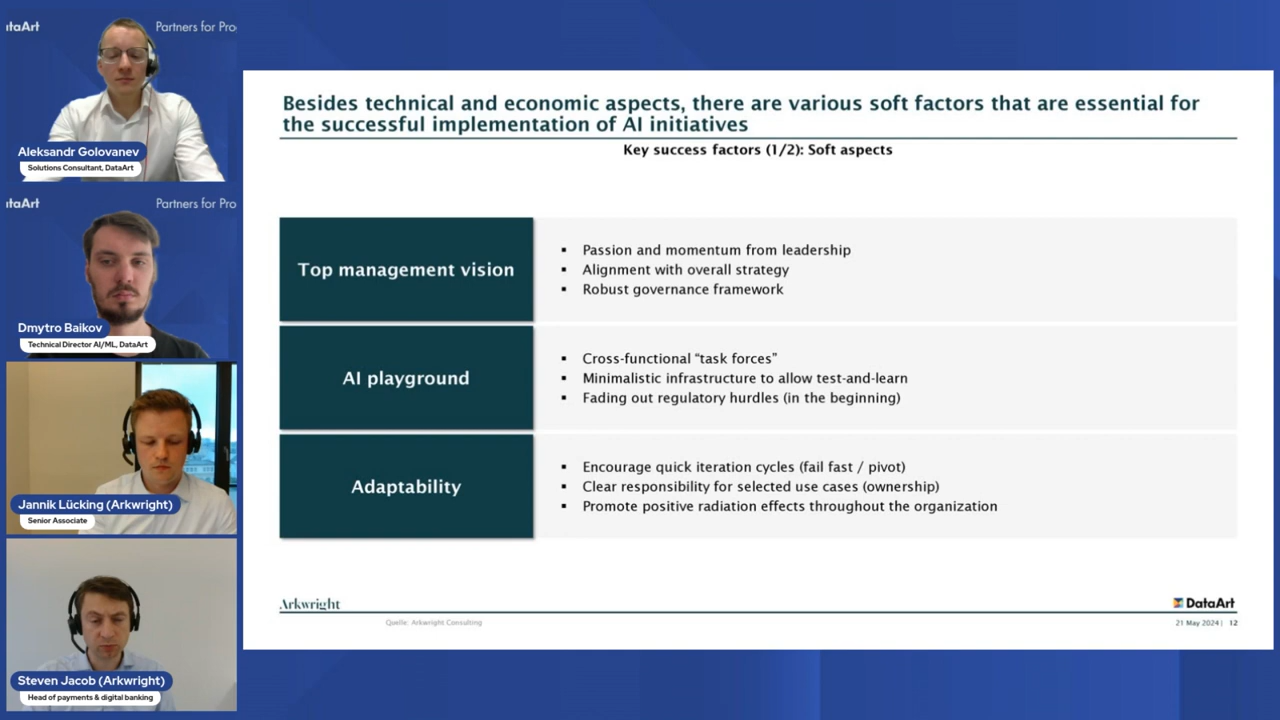 taArt
Partners for Pro
Aleksandr Golovanev
Solutions Consultant, DataArt
taArt
Partners for Pro
Dmytro Baikov
Technical Director AI/ML, DataArt
Jannik Lücking (Arkwright)
Senior Associate
Steven Jacob (Arkwright)
Head of payments & digital banking
Besides technical and economic aspects, there are various soft factors that are essential for
the successful implementation of AI initiatives
Key success factors (1/2): Soft aspects
Top management vision
▪ Passion and momentum from leadership
▪ Alignment with overall strategy
▪ Robust governance framework
AI playground
▪ Cross-functional “task forces”
▪ Minimalistic infrastructure to allow test-and-learn
▪ Fading out regulatory hurdles (in the beginning)
Adaptability
▪ Encourage quick iteration cycles (fail fast / pivot)
▪ Clear responsibility for selected use cases (ownership)
▪ Promote positive radiation effects throughout the organization
Arkwright
DataArt
Quelle: Arkwright Consulting
21 May 2024 | 12